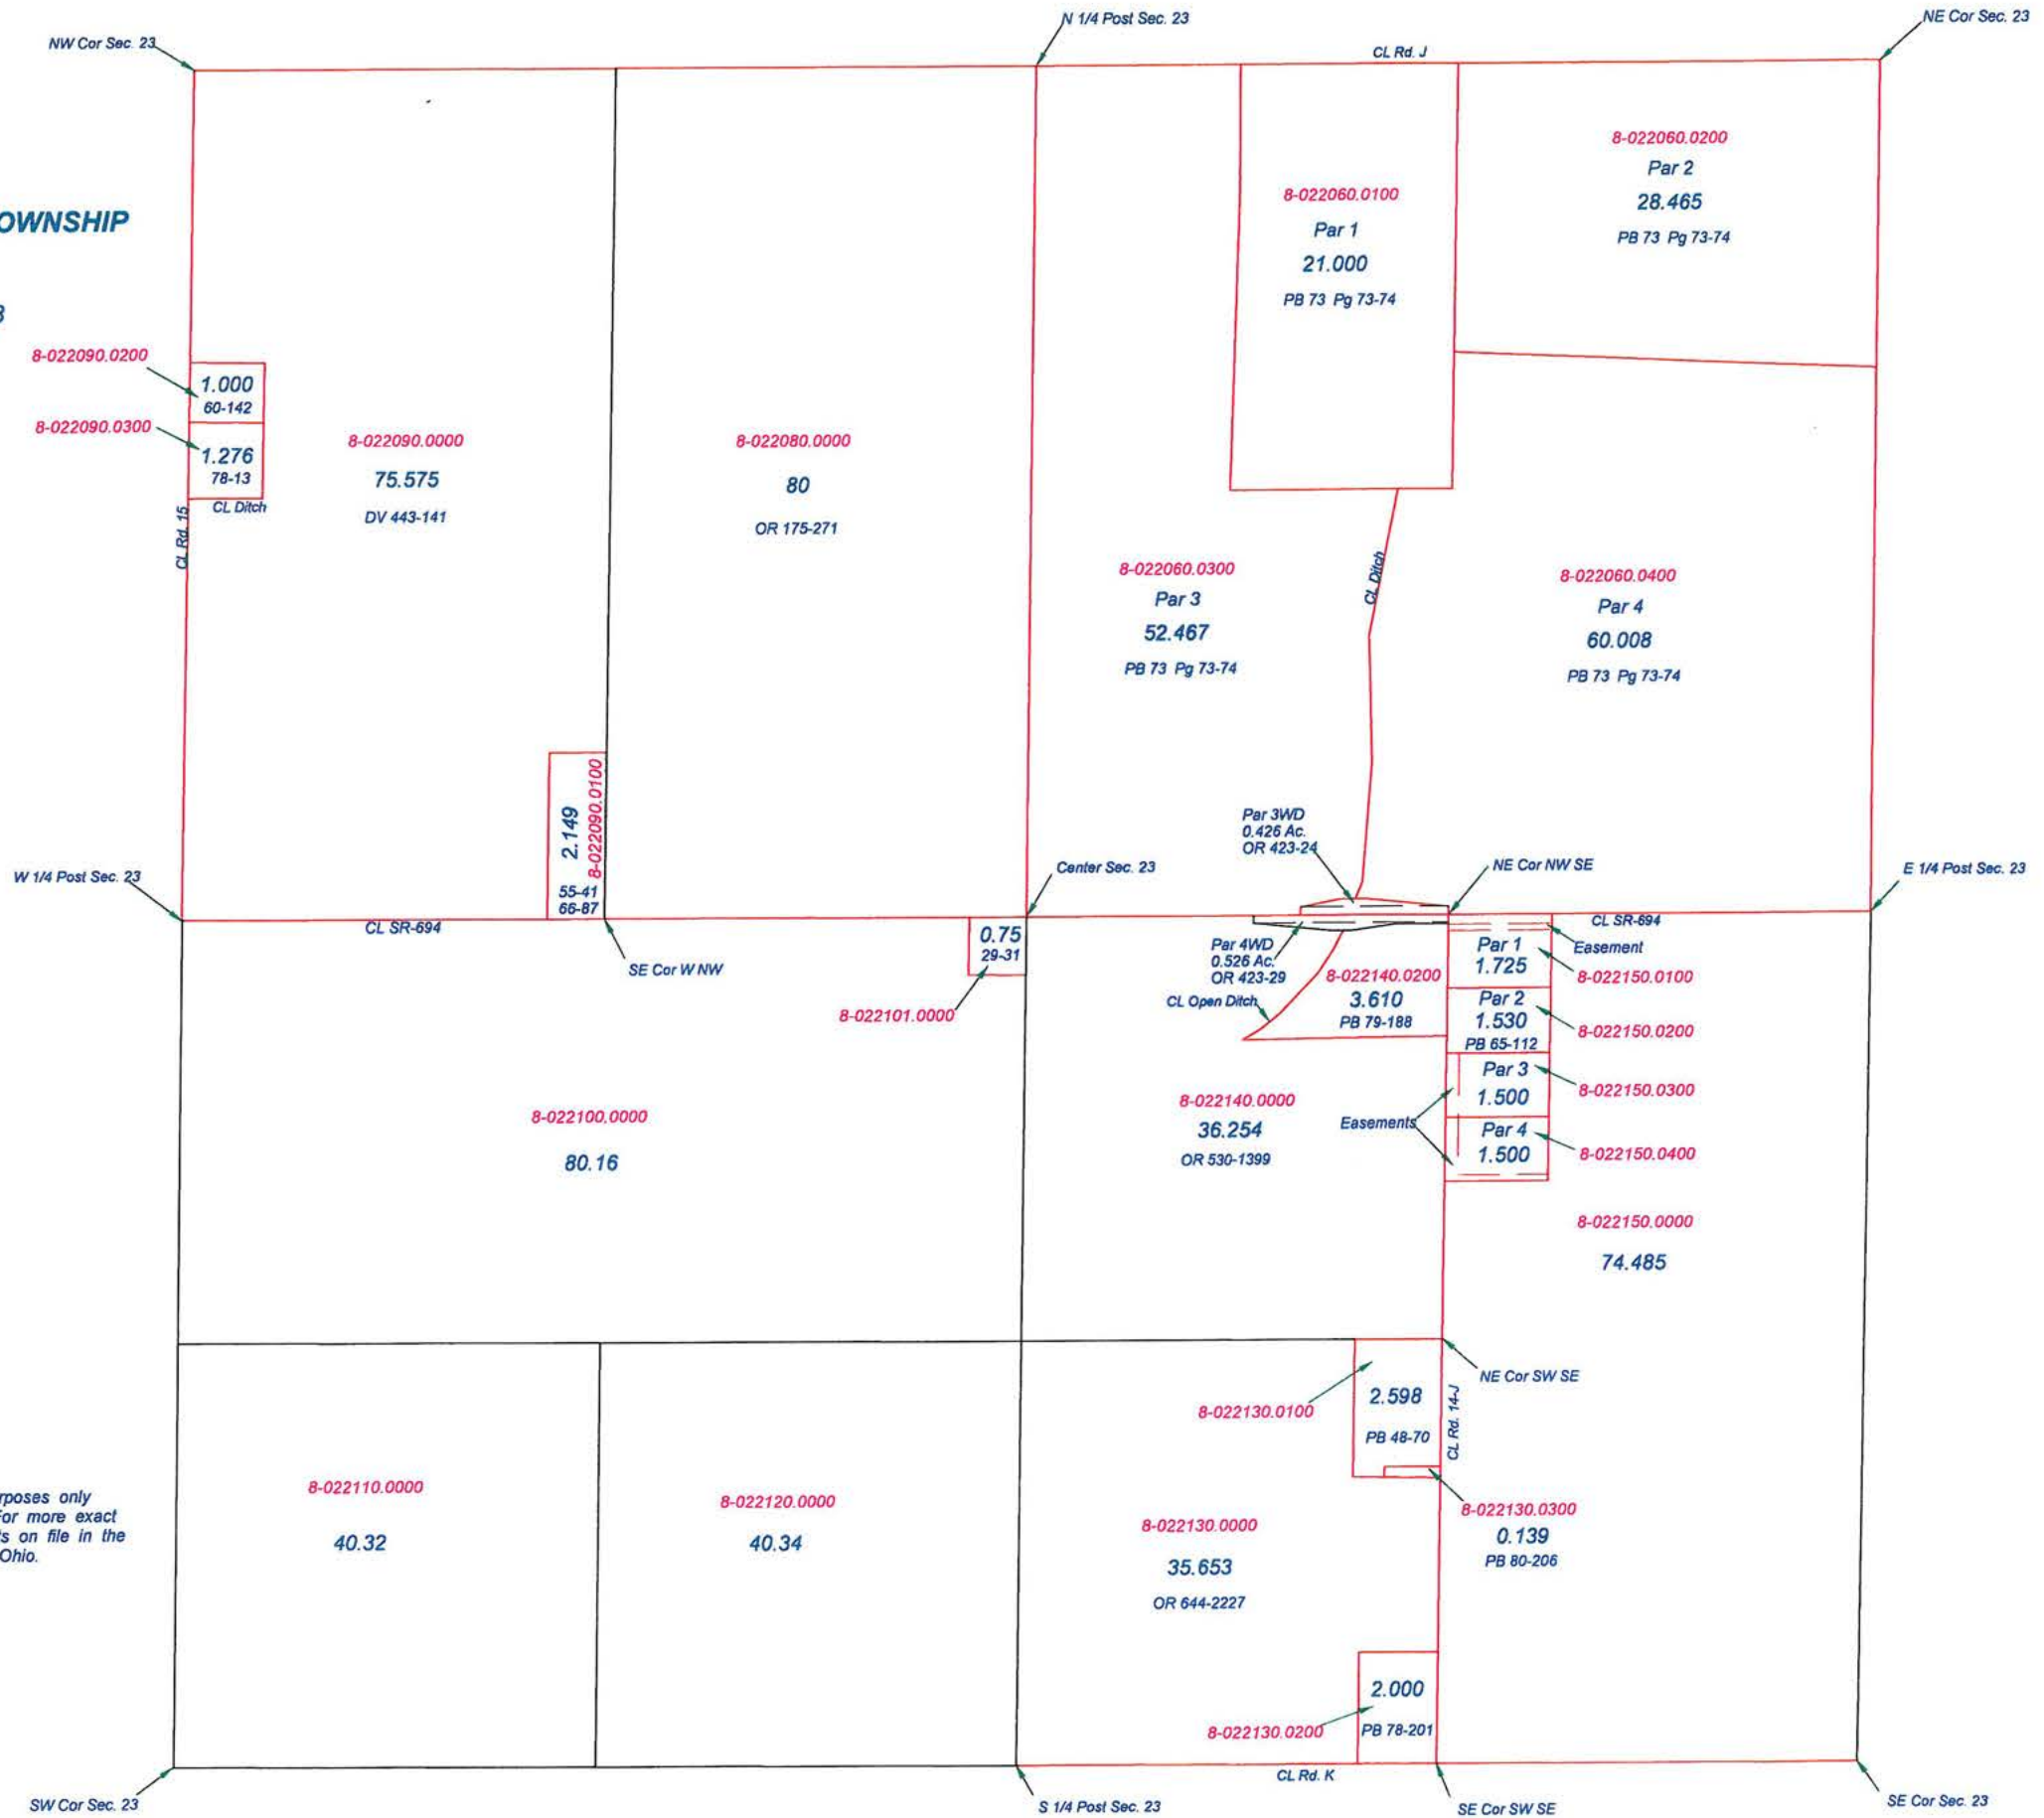 N 1/4 Post Sec. 23
NE Cor Sec. 23
NW Cor Sec. 23
CL Rd. J
OWNSHIP
8-022060.0200
Par 2
28.465
PB 73 Pg 73-74
8-022060.0100
Par 1
21.000
PB 73 Pg 73-74
8-022090.0200
1.000
60-142
8-022090.0300
1.276
78-13
CL Ditch
CL Rd. 15
8-022090.0000
75.575
DV 443-141
8-022080.0000
80
OR 175-271
8-022060.0300
Par 3
52.467
PB 73 Pg 73-74
CL Ditch
8-022060.0400
Par 4
60.008
PB 73 Pg 73-74
2.149
8-022090.0100
55-41
66-87
Par 3WD
0.426 Ac.
OR 423-24
W 1/4 Post Sec. 23
Center Sec. 23
NE Cor NW SE
E 1/4 Post Sec. 23
CL SR-694
SE Cor W NW
0.75
29-31
8-022101.0000
Par 4WD
0.526 Ac.
OR 423-29
CL Open Ditch
8-022140.0200
3.610
PB 79-188
CL SR-694
Easement
Par 1
1.725
8-022150.0100
Par 2
1.530
PB 65-112
8-022150.0200
Par 3
1.500
8-022150.0300
Par 4
1.500
8-022150.0400
Easements
8-022100.0000
80.16
8-022140.0000
36.254
OR 530-1399
8-022150.0000
74.485
NE Cor SW SE
8-022130.0100
2.598
PB 48-70
CL Rd. 14-J
8-022130.0300
0.139
PB 80-206
rposes only
For more exact
ts on file in the
Ohio.
8-022110.0000
40.32
8-022120.0000
40.34
8-022130.0000
35.653
OR 644-2227
2.000
PB 78-201
8-022130.0200
CL Rd. K
SW Cor Sec. 23
S 1/4 Post Sec. 23
SE Cor SW SE
SE Cor Sec. 23